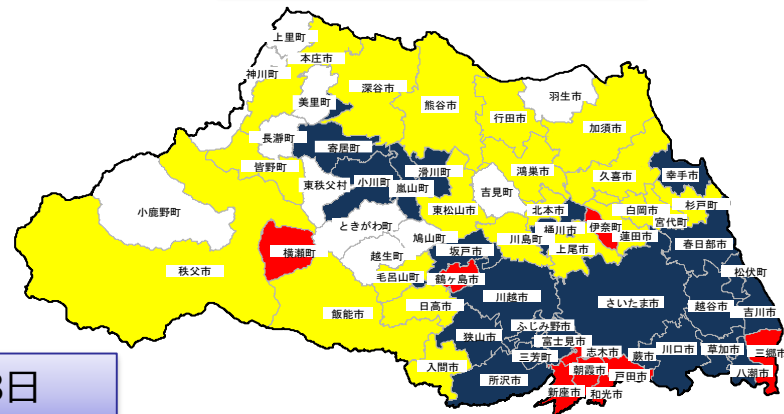 上里町
本庄市
神川町
深谷市
美里町
熊谷市
羽生市
行田市
加須市
長瀞町
寄居町
皆野町
滑川町
鴻巣市
久喜市
幸手市
東秩父村
小川町
嵐山町
吉見町
小鹿野町
東松山市
北本市
白岡市
杉戸町
ときがわ町
桶川市
伊奈町
宮代町
鳩山町
川島町
蓮田市
上尾市
春日部市
横瀬町
越生町
坂戸市
秩父市
毛呂山町
鶴ヶ島市
松伏町
川越市
さいたま市
越谷市
吉川市
飯能市
日高市
ふじみ野市
狭山市
富士見市
三芳町
志木市
蕨市
川口市
草加市
三郷市
入間市
所沢市
朝霞市
戸田市
八潮市
新座市
和光市
日